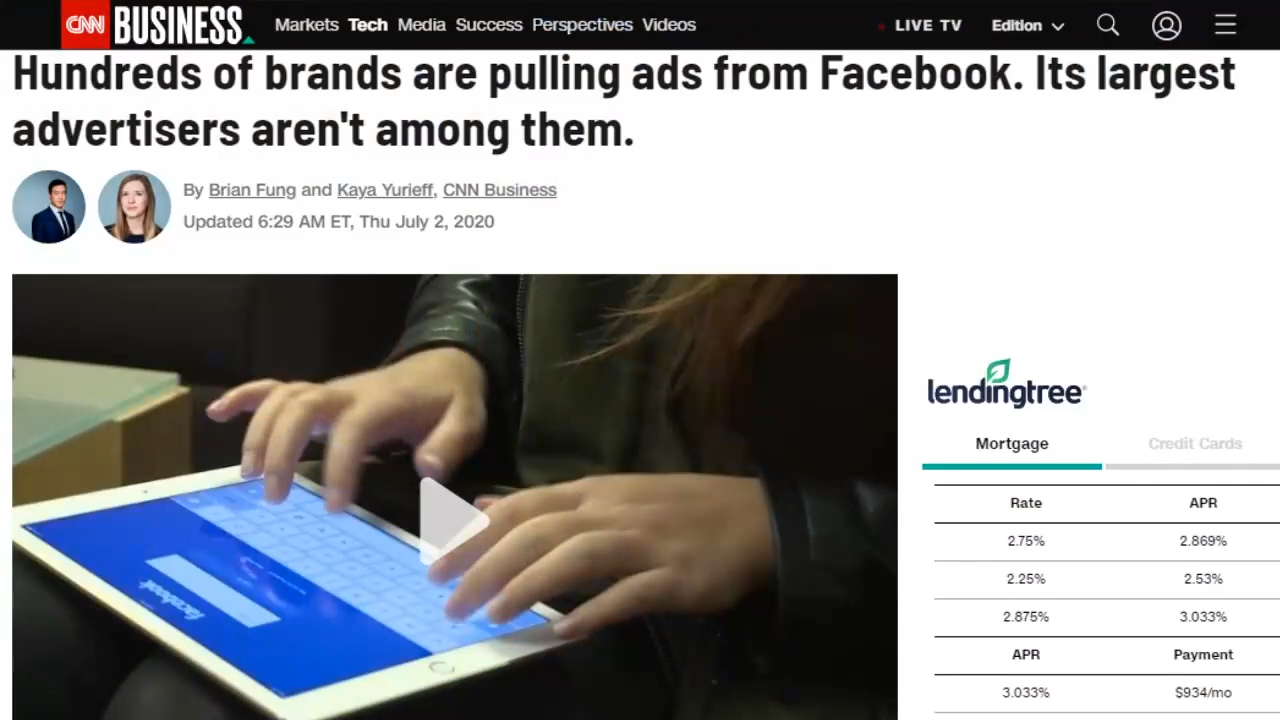 CNN BUSINESS Markets Tech Media Success Perspectives Videos LIVE TV Edition
Hundreds of brands are pulling ads from Facebook. Its largest
advertisers aren't among them.
By Brian Fung and Kaya Yurieff, CNN Business
Updated 6:29 AM ET, Thu July 2, 2020
facebook
lendingtree
Mortgage Credit Cards
Rate APR
2.75% 2.869%
2.25% 2.53%
2.875% 3.033%
APR Payment
3.033% $934/mo